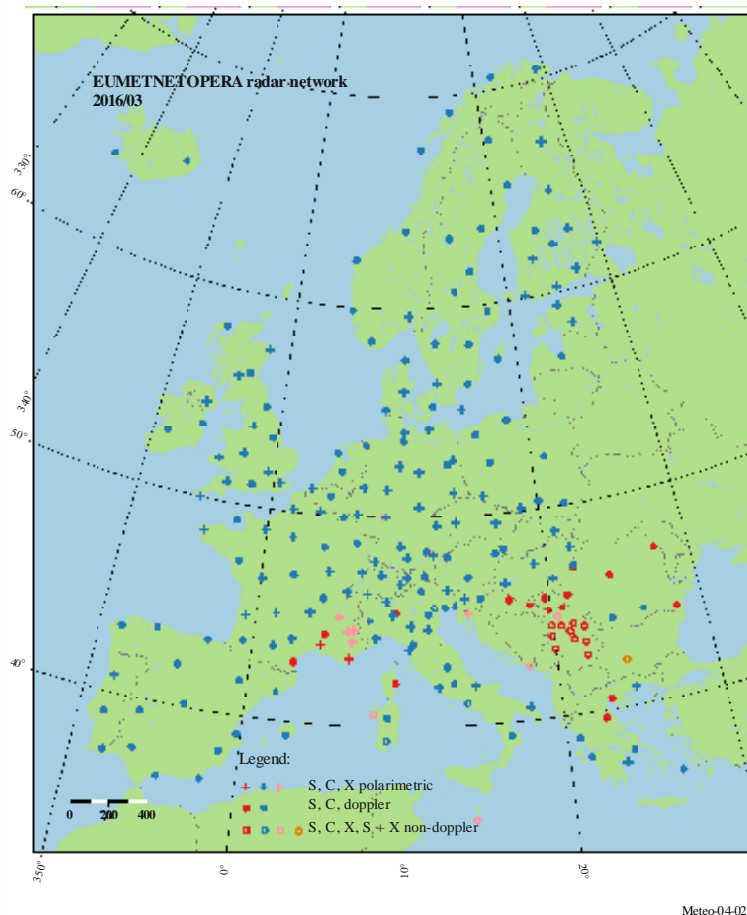 EUMETNETOPERA radar network
2016/03
330°
60°
340°
50°
40°
Legend:
S, C, X polarimetric
S, C, doppler
S, C, X, S + X non-doppler
0 200 400
350°
0°
10°
20°
Meteo-04-02